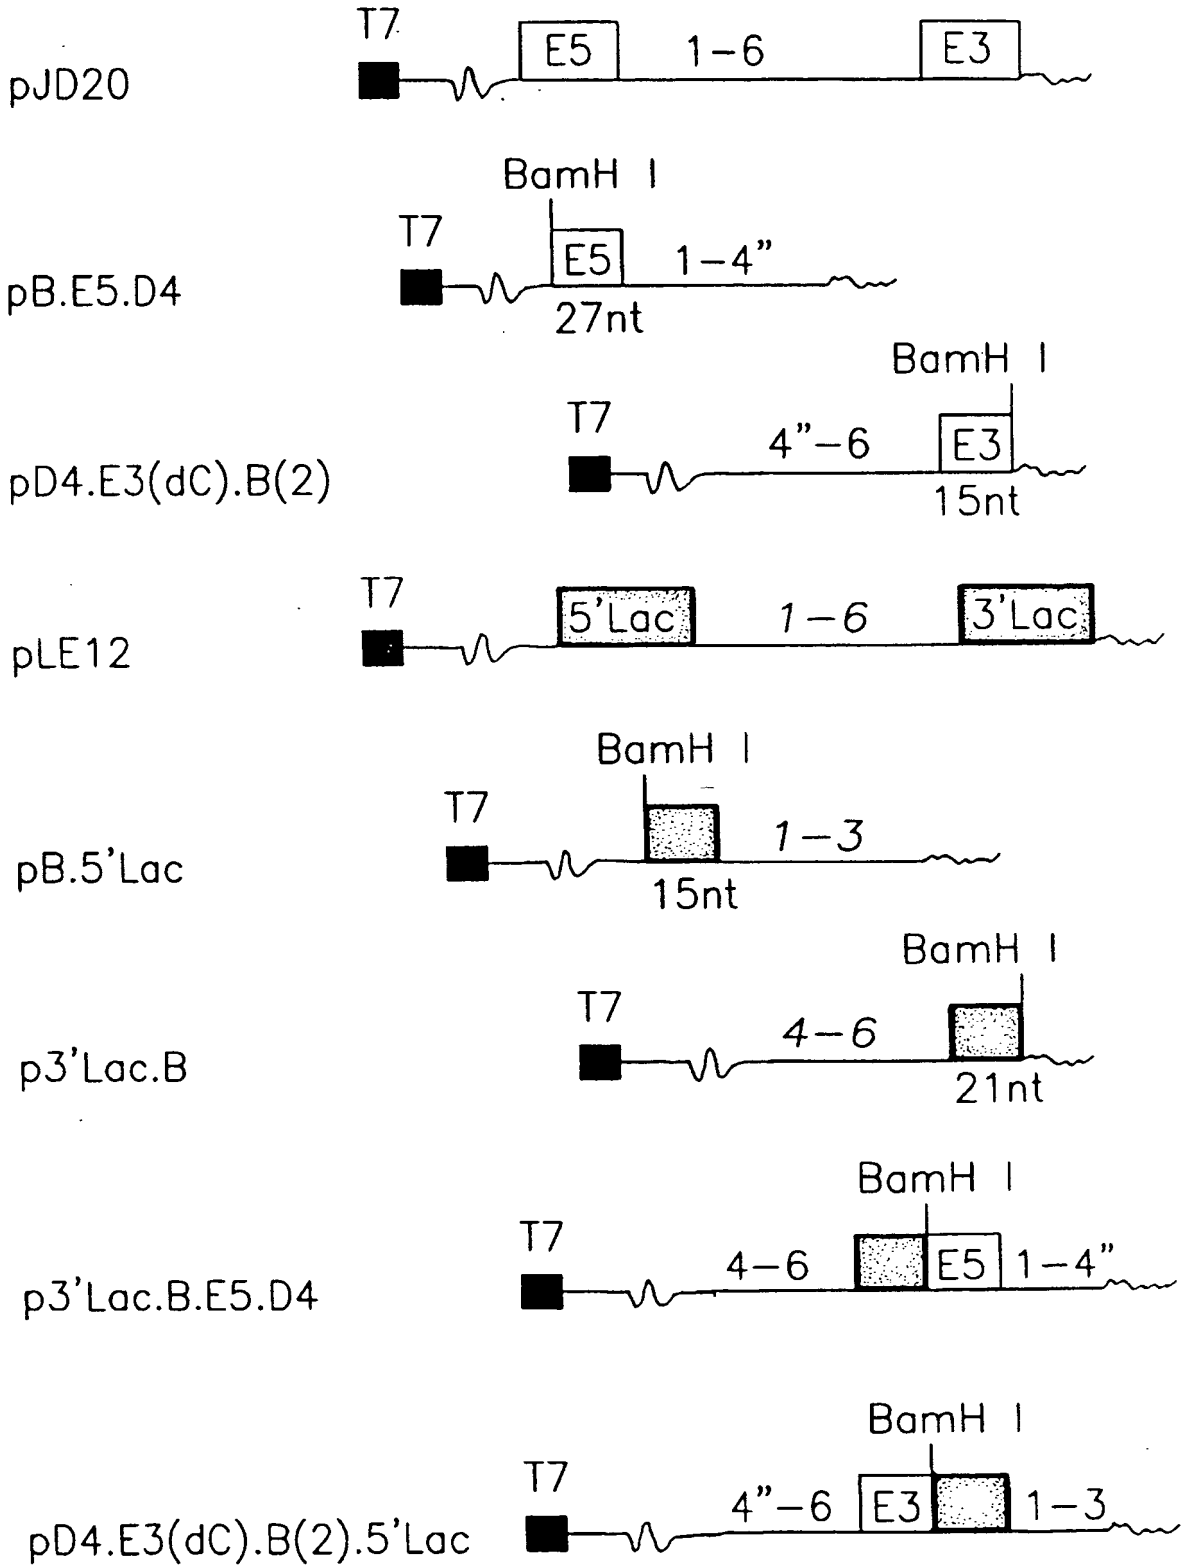 T7
pJD20 E5 1-6 E3
BamH I
T7
pB.E5.D4 E5 1-4"
27nt
BamH I
T7
pD4.E3(dC).B(2) 4"-6 E3
15nt
T7
pLE12 5'Lac 1-6 3'Lac
BamH I
T7
pB.5'Lac 1-3
15nt
BamH I
T7
p3'Lac.B 4-6
21nt
BamH I
T7
p3'Lac.B.E5.D4 4-6 E5 1-4"
BamH I
T7
pD4.E3(dC).B(2).5'Lac 4"-6 E3 1-3